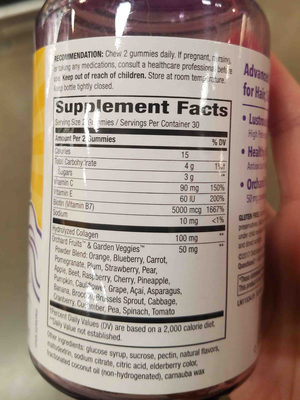 RECOMMENDATION: Chew 2 gummies daily. If pregnant, nursing,
or taking any medications, consult a healthcare professional before
use. Keep out of reach of children. Store at room temperature.
Keep bottle tightly closed.
Supplement Facts
Serving Size 2 Gummies / Servings Per Container 30
Amount Per 2 Gummies % DV
Calories 15
Total Carbohydrate 4 g 1%†
Sugars 3 g **
Vitamin C 90 mg 150%
Vitamin E 60 IU 200%
Biotin (Vitamin B7) 5000 mcg 1667%
Sodium 10 mg <1%
Hydrolyzed Collagen 100 mg **
Orchard Fruits™ & Garden Veggies™ 50 mg **
Powder Blend: Orange, Blueberry, Carrot,
Pomegranate, Plum, Strawberry, Pear,
Apple, Beet, Raspberry, Cherry, Pineapple,
Pumpkin, Cauliflower, Grape, Açaí, Asparagus,
Banana, Broccoli, Brussels Sprout, Cabbage,
Cranberry, Cucumber, Pea, Spinach, Tomato
†Percent Daily Values (DV) are based on a 2,000 calorie diet.
**Daily Value not established.
Other Ingredients: glucose syrup, sucrose, pectin, natural flavors,
maltodextrin, sodium citrate, citric acid, elderberry color,
fractionated coconut oil (non-hydrogenated), carnauba wax
for Hair